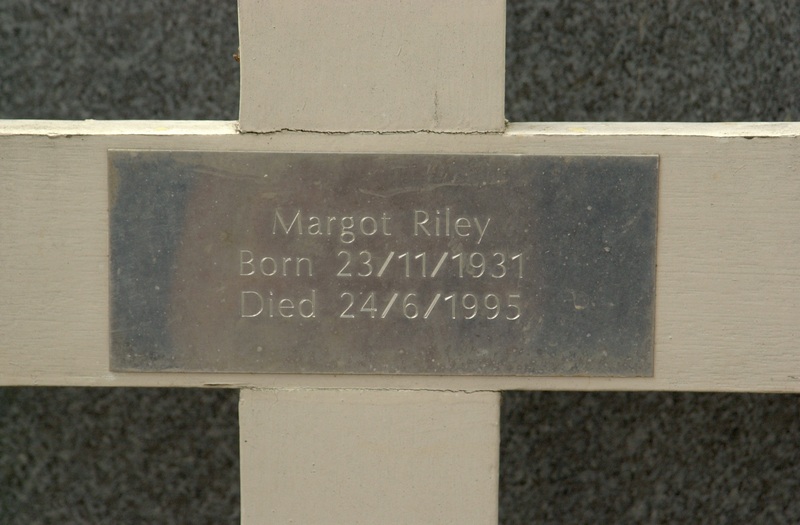 Margot Riley
Born 23/11/1931
Died 24/6/1995